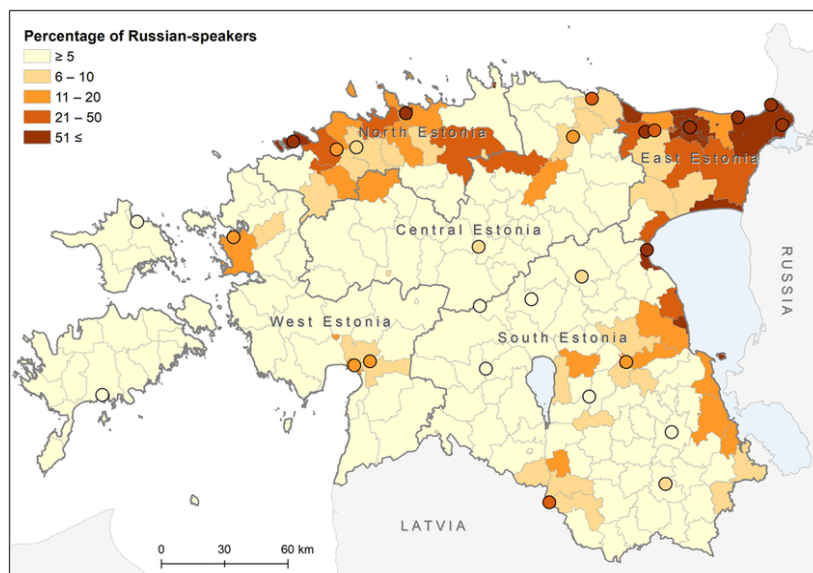 Percentage of Russian-speakers
≥ 5
6 – 10
11 – 20
21 – 50
51 ≤
North Estonia
East Estonia
Central Estonia
West Estonia
South Estonia
RUSSIA
LATVIA
0 30 60 km